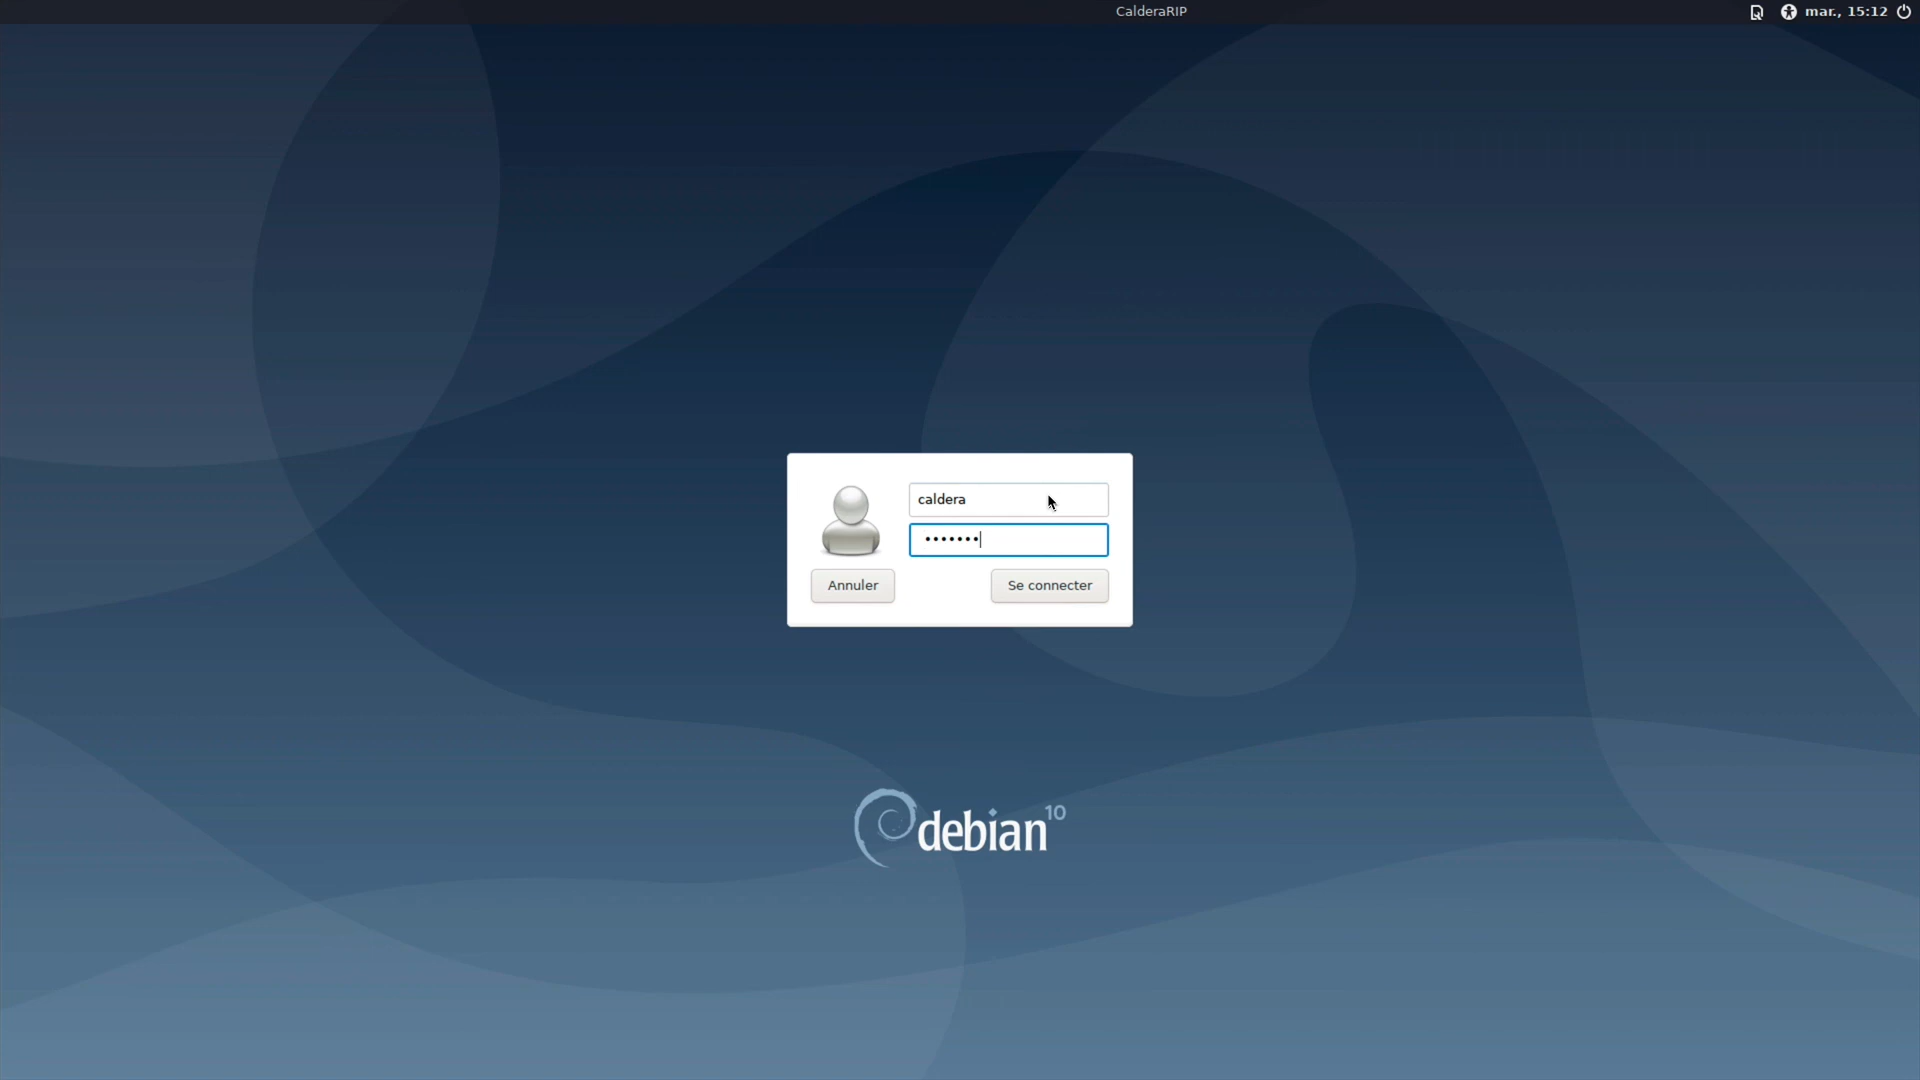 CalderaRIP
mar., 15:12
caldera
•••••••
Annuler
Se connecter
debian 10